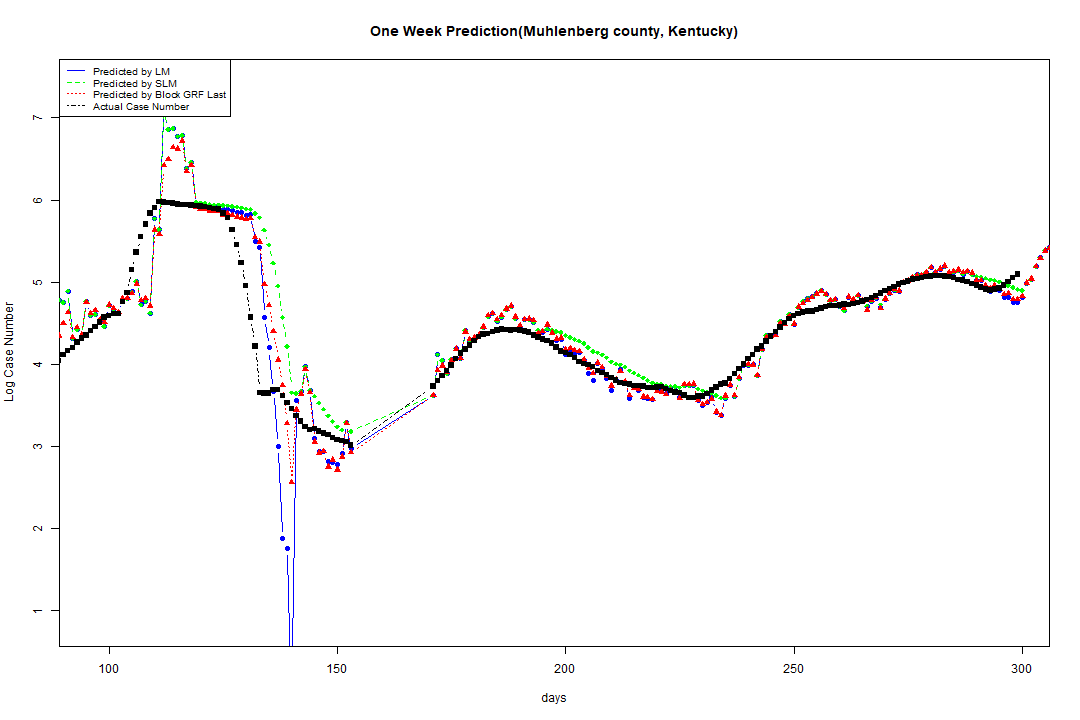 One Week Prediction(Muhlenberg county, Kentucky)
Predicted by LM
Predicted by SLM
Predicted by Block GRF Last
Actual Case Number
Log Case Number
7
6
5
4
3
2
1
100 150 200 250 300
days